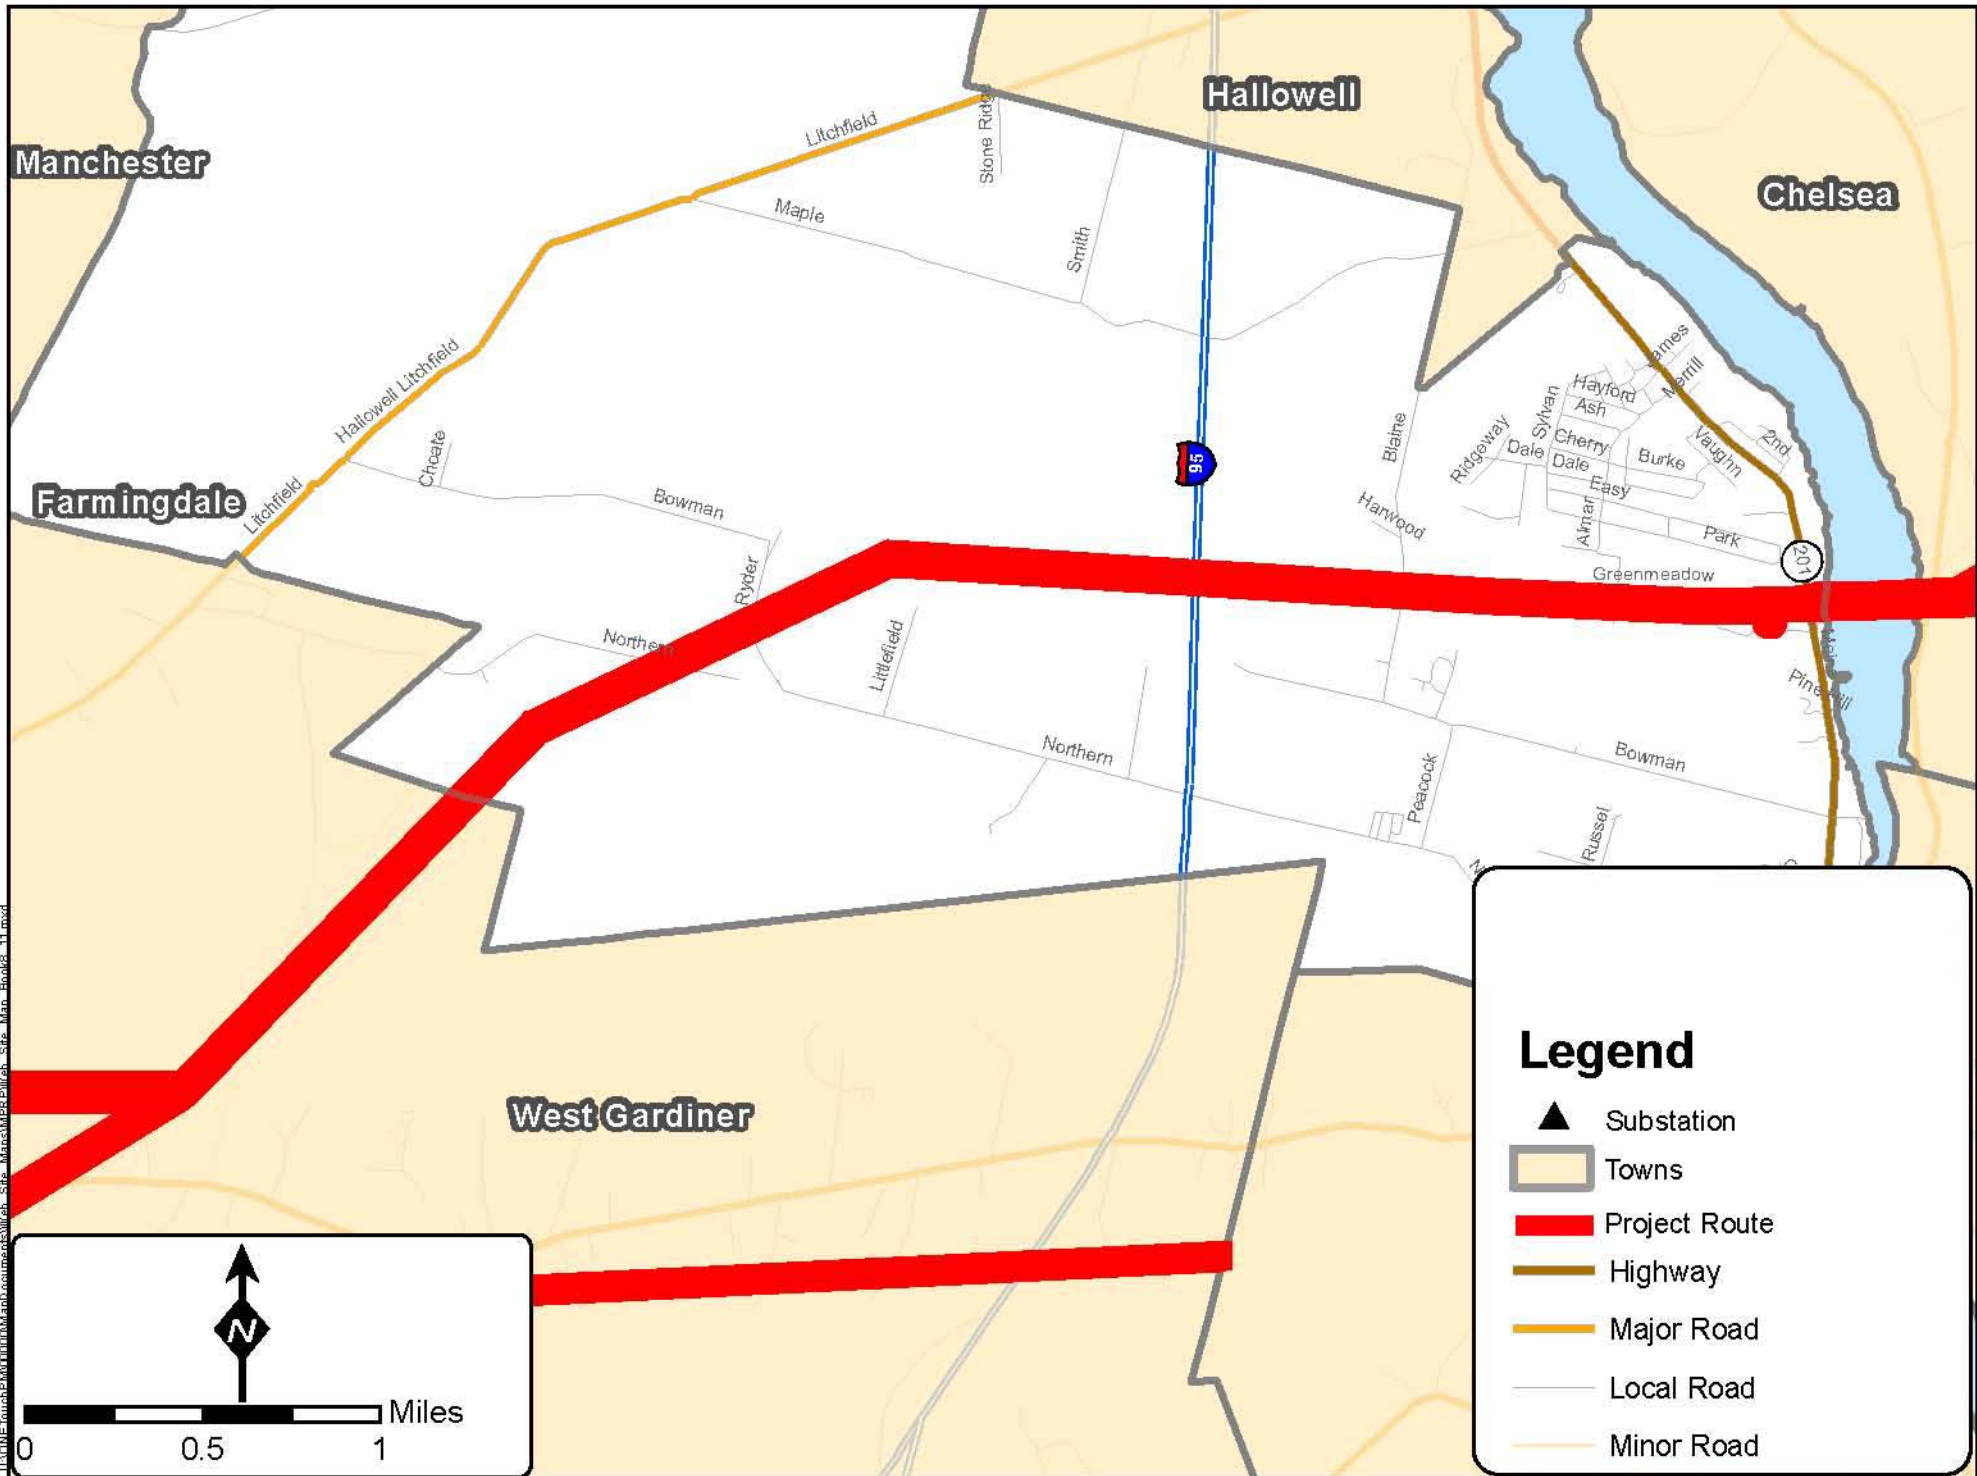 Hallowell
Manchester
Chelsea
Litchfield
Stone Ridge
Maple
Smith
Hallowell Litchfield
Choate
Farmingdale
Litchfield
Bowman
Ryder
Northern
Littlefield
Northern
95
Blaine
Harwood
Ridgeway
Sylvan
Hayford
James
Merrill
Ash
Cherry
Dale
Dale
Burke
Vaughn
2nd
Easy
Almar
Park
201
Greenmeadow
Pine Hill
Peacock
Bowman
Russel
West Gardiner
N
Miles
0
0.5
1
Legend
Substation
Towns
Project Route
Highway
Major Road
Local Road
Minor Road